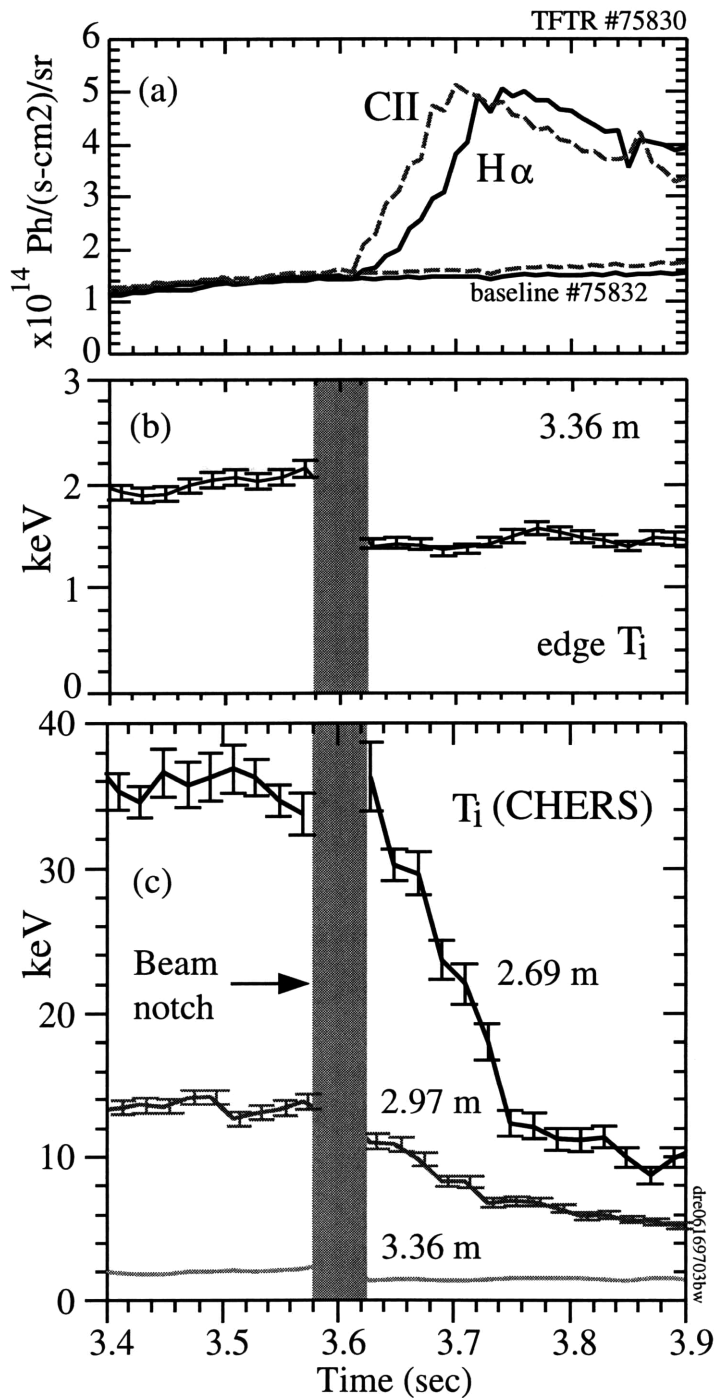 TFTR #75830
6
5
4
3
2
1
0
x10^14 Ph/(s-cm2)/sr
(a)
CII
Hα
baseline #75832
3
2
1
0
keV
(b)
3.36 m
edge Ti
40
30
20
10
0
keV
Ti (CHERS)
(c)
Beam
notch
2.69 m
2.97 m
3.36 m
3.4 3.5 3.6 3.7 3.8 3.9
Time (sec)
dre06169703bw